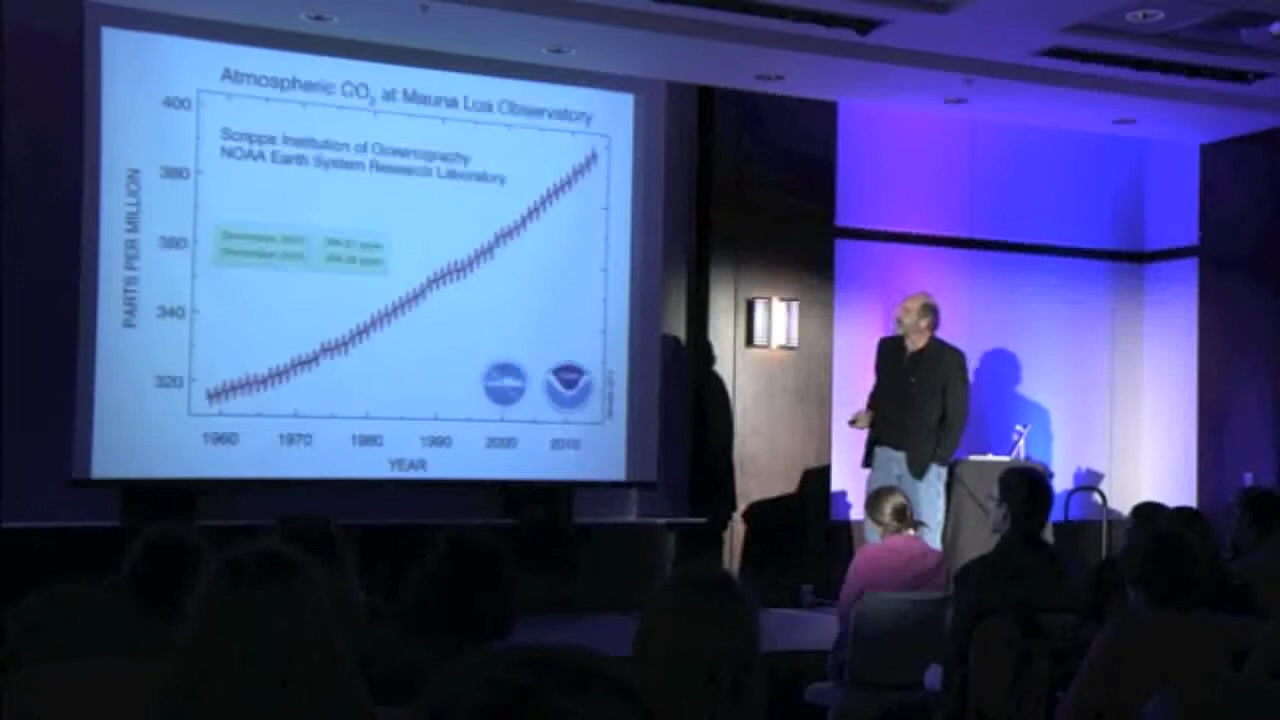 Atmospheric CO₂ at Mauna Loa Observatory
Scripps Institution of Oceanography
NOAA Earth System Research Laboratory
PARTS PER MILLION
400
380
360
340
320
1960 1970 1980 1990 2000 2010
YEAR